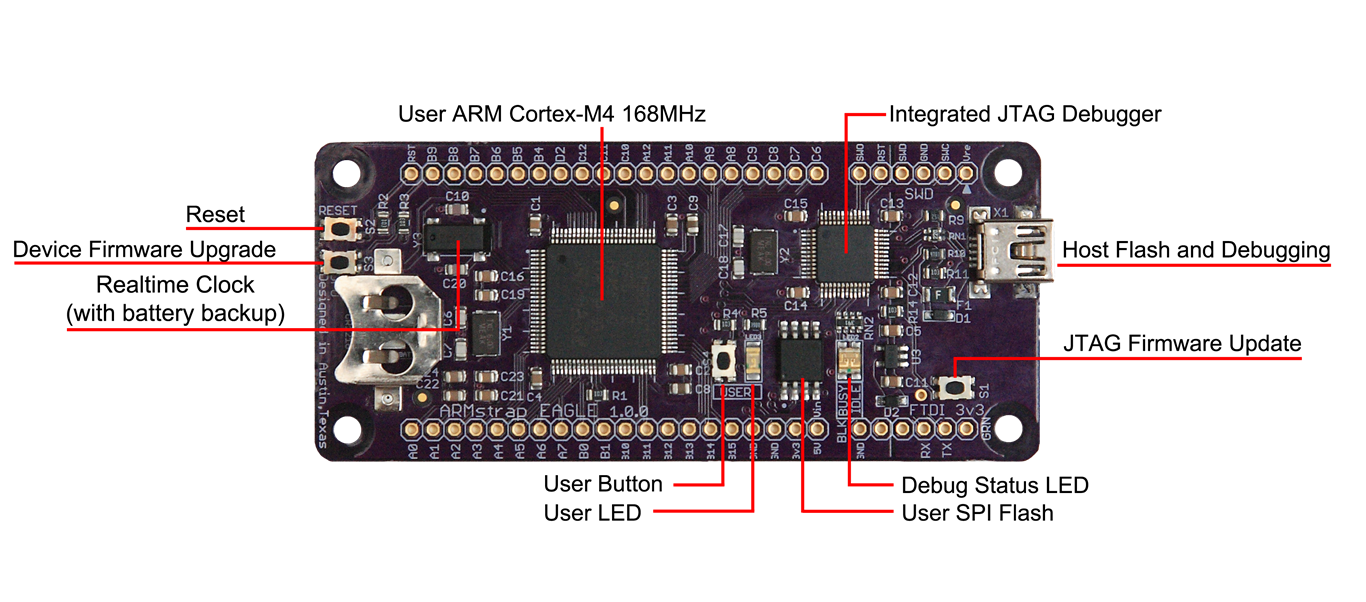 User ARM Cortex-M4 168MHz
Integrated JTAG Debugger
Reset
Device Firmware Upgrade
Realtime Clock
(with battery backup)
Host Flash and Debugging
JTAG Firmware Update
User Button
User LED
Debug Status LED
User SPI Flash
RST B9 B8 B7 B6 B5 B4 D2 C12 C11 C10 A12 A11 A10 A9 A8 C9 C8 C7 C6
SWO RST SWD GND SWC Vre
SWD
RESET
S2
R2
R3
C10
Y3
C20
S3
C1
C3
C9
C17
C18
Y2
C15
C13
C14
R9
RN1
R10
R11
X1
C12
R14
F1
D1
C16
C19
C6
Y1
C22
C23
C21
C4
R1
C8
R4
R5
USER
RN2
C5
U3
C11
U2
S1
BLK
BUSY
IDLE
FTDI 3v3
Designed in Austin, Texas
ARMstrap EAGLE 1.0.0
A0 A1 A2 A3 A4 A5 A6 A7 B0 B1 B10 B11 B12 B13 B14 B15 GND GND 3v3 5V
Vin
GND RX TX GRN